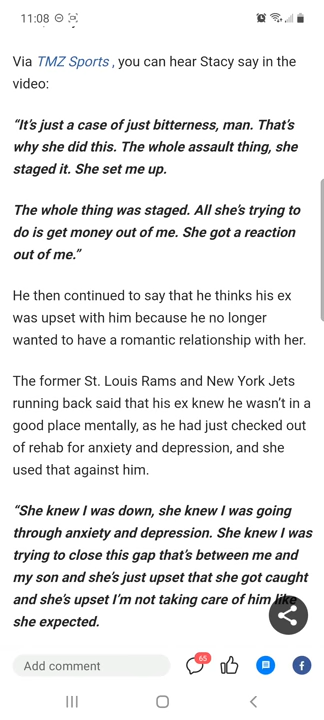 11:08
Via TMZ Sports , you can hear Stacy say in the
video:
“It’s just a case of just bitterness, man. That’s
why she did this. The whole assault thing, she
staged it. She set me up.
The whole thing was staged. All she’s trying to
do is get money out of me. She got a reaction
out of me.”
He then continued to say that he thinks his ex
was upset with him because he no longer
wanted to have a romantic relationship with her.
The former St. Louis Rams and New York Jets
running back said that his ex knew he wasn’t in a
good place mentally, as he had just checked out
of rehab for anxiety and depression, and she
used that against him.
“She knew I was down, she knew I was going
through anxiety and depression. She knew I was
trying to close this gap that’s between me and
my son and she’s just upset that she got caught
and she’s upset I’m not taking care of him like
she expected.
Add comment
65